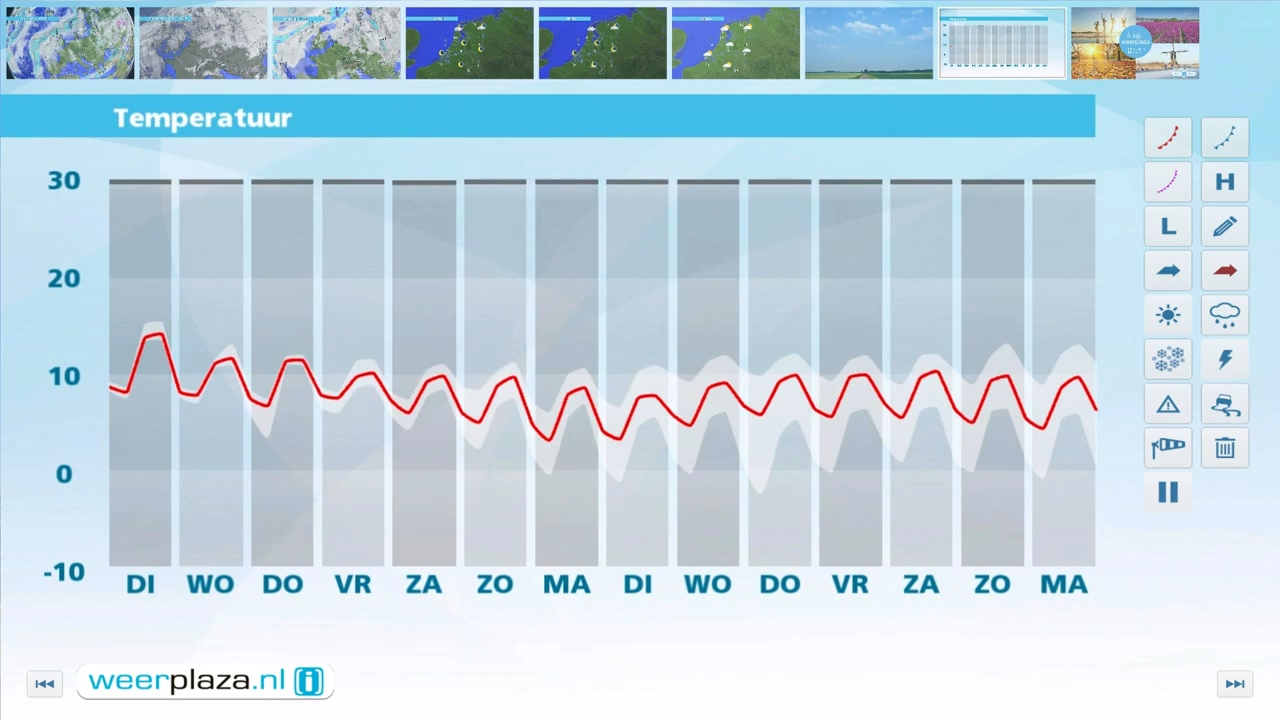 Temperatuur
30
20
10
0
-10
DI WO DO VR ZA ZO MA DI WO DO VR ZA ZO MA
H
L
weerplaza.nl i
weerplaza